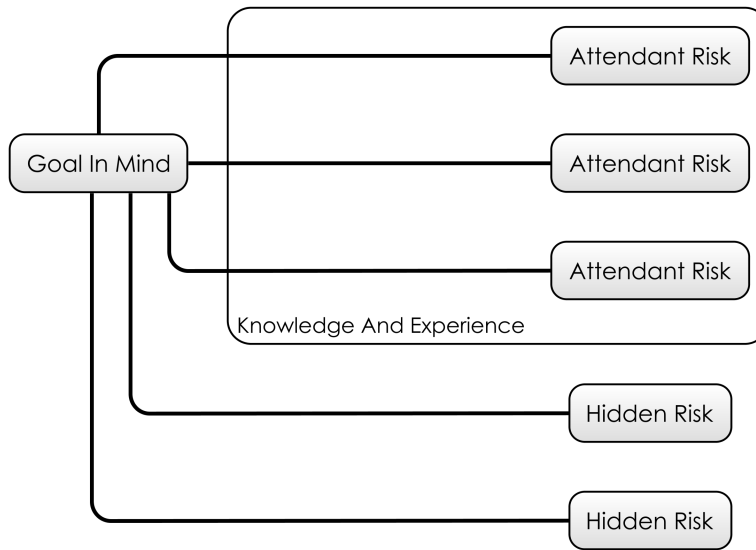 Attendant Risk
Goal In Mind
Attendant Risk
Attendant Risk
Knowledge And Experience
Hidden Risk
Hidden Risk